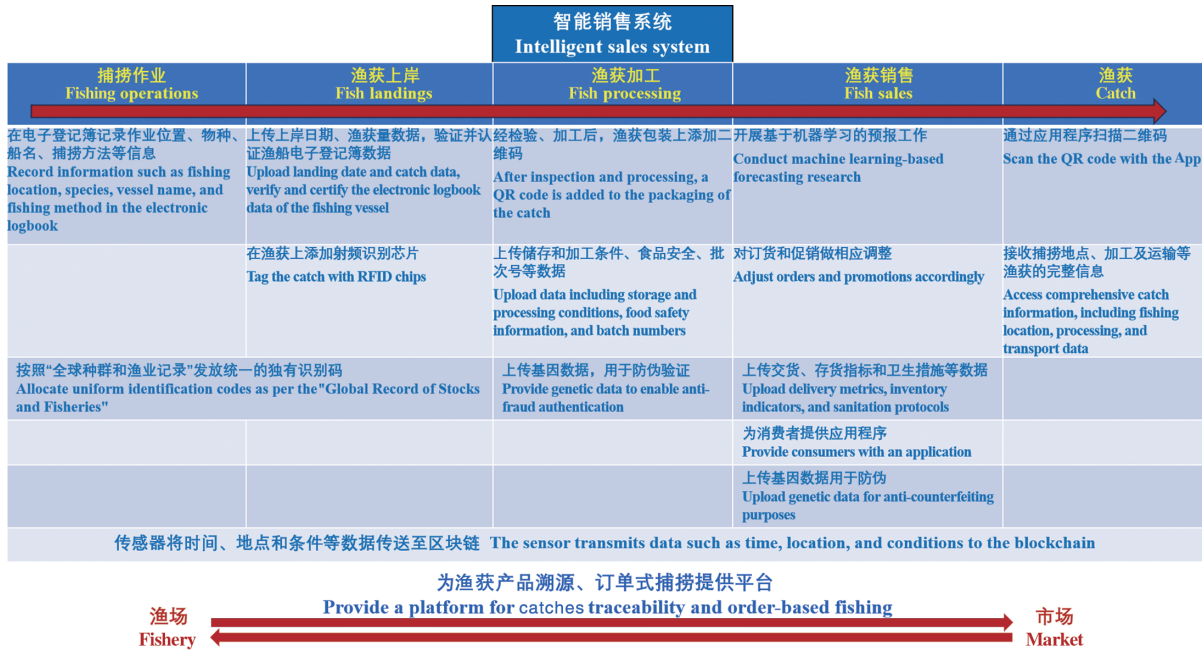 智能销售系统
Intelligent sales system
捕捞作业
Fishing operations
渔获上岸
Fish landings
渔获加工
Fish processing
渔获销售
Fish sales
渔获
Catch
在电子登记簿记录作业位置、物种、
船名、捕捞方法等信息
Record information such as fishing
location, species, vessel name, and
fishing method in the electronic
logbook
上传上岸日期、渔获量数据，验证并认
证渔船电子登记簿数据
Upload landing date and catch data,
verify and certify the electronic logbook
data of the fishing vessel
经检验、加工后，渔获包装上添加二
维码
After inspection and processing, a
QR code is added to the packaging of
the catch
开展基于机器学习的预报工作
Conduct machine learning-based
forecasting research
通过应用程序扫描二维码
Scan the QR code with the App
在渔获上添加射频识别芯片
Tag the catch with RFID chips
上传储存和加工条件、食品安全、批
次号等数据
Upload data including storage and
processing conditions, food safety
information, and batch numbers
对订货和促销做相应调整
Adjust orders and promotions accordingly
接收捕捞地点、加工及运输等
渔获的完整信息
Access comprehensive catch
information, including fishing
location, processing, and
transport data
按照“全球种群和渔业记录”发放统一的独有识别码
Allocate uniform identification codes as per the"Global Record of Stocks
and Fisheries"
上传基因数据，用于防伪验证
Provide genetic data to enable anti-
fraud authentication
上传交货、存货指标和卫生措施等数据
Upload delivery metrics, inventory
indicators, and sanitation protocols
为消费者提供应用程序
Provide consumers with an application
上传基因数据用于防伪
Upload genetic data for anti-counterfeiting
purposes
传感器将时间、地点和条件等数据传送至区块链 The sensor transmits data such as time, location, and conditions to the blockchain
为渔获产品溯源、订单式捕捞提供平台
Provide a platform for catches traceability and order-based fishing
渔场
Fishery
市场
Market